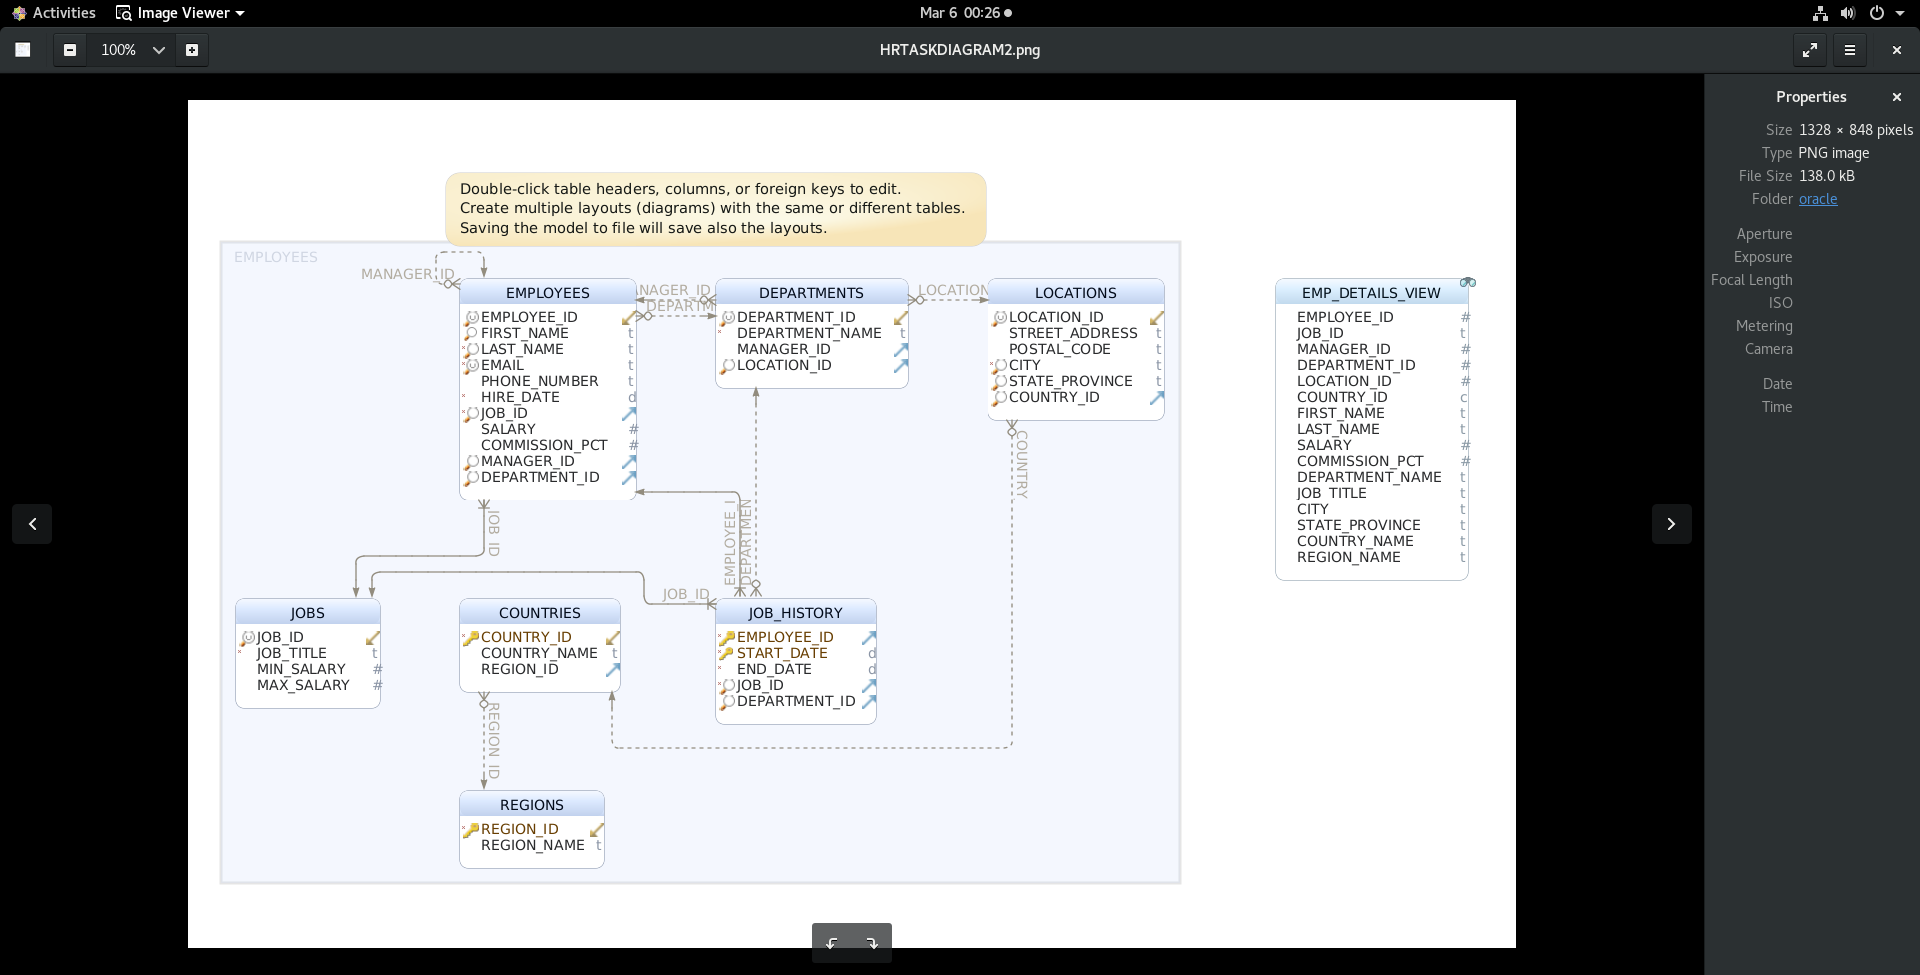 Activities Image Viewer Mar 6 00:26
100% HRTASKDIAGRAM2.png
Properties
Size 1328 × 848 pixels
Type PNG image
File Size 138.0 kB
Folder oracle
Aperture
Exposure
Focal Length
ISO
Metering
Camera
Date
Time
Double-click table headers, columns, or foreign keys to edit.
Create multiple layouts (diagrams) with the same or different tables.
Saving the model to file will save also the layouts.
EMPLOYEES
MANAGER_ID
EMPLOYEES
EMPLOYEE_ID
FIRST_NAME t
LAST_NAME t
EMAIL t
PHONE_NUMBER t
HIRE_DATE d
JOB_ID
SALARY #
COMMISSION_PCT #
MANAGER_ID
DEPARTMENT_ID
NAGER_ID
DEPARTM
DEPARTMENTS
DEPARTMENT_ID
DEPARTMENT_NAME t
MANAGER_ID
LOCATION_ID
LOCATION
LOCATIONS
LOCATION_ID
STREET_ADDRESS t
POSTAL_CODE t
CITY t
STATE_PROVINCE t
COUNTRY_ID
EMP_DETAILS_VIEW
EMPLOYEE_ID #
JOB_ID t
MANAGER_ID #
DEPARTMENT_ID #
LOCATION_ID #
COUNTRY_ID c
FIRST_NAME t
LAST_NAME t
SALARY #
COMMISSION_PCT #
DEPARTMENT_NAME t
JOB_TITLE t
CITY t
STATE_PROVINCE t
COUNTRY_NAME t
REGION_NAME t
COUNTRY
JOB_ID
EMPLOYEE_I
DEPARTMEN
JOB_ID
JOBS
JOB_ID
JOB_TITLE t
MIN_SALARY #
MAX_SALARY #
COUNTRIES
COUNTRY_ID
COUNTRY_NAME t
REGION_ID
JOB_HISTORY
EMPLOYEE_ID
START_DATE d
END_DATE d
JOB_ID
DEPARTMENT_ID
REGION_ID
REGIONS
REGION_ID
REGION_NAME t